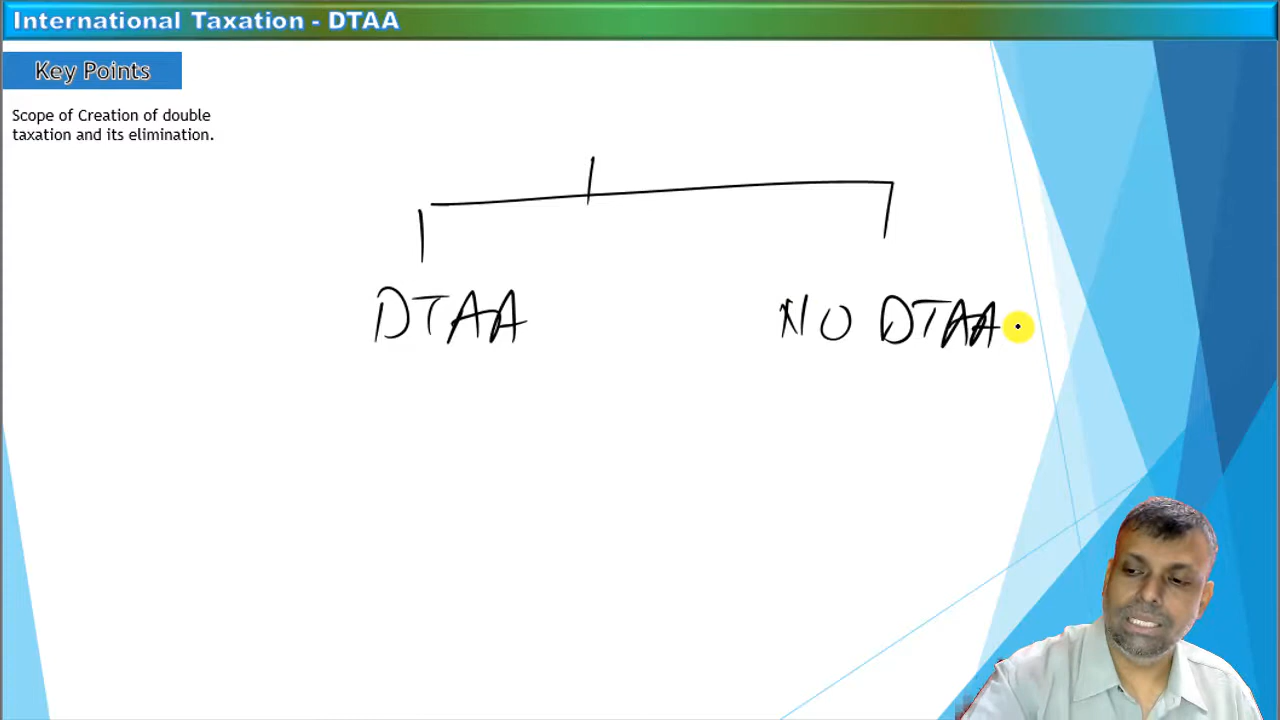 International Taxation - DTAA
Key Points
Scope of Creation of double
taxation and its elimination.
DTAA
NO DTAA